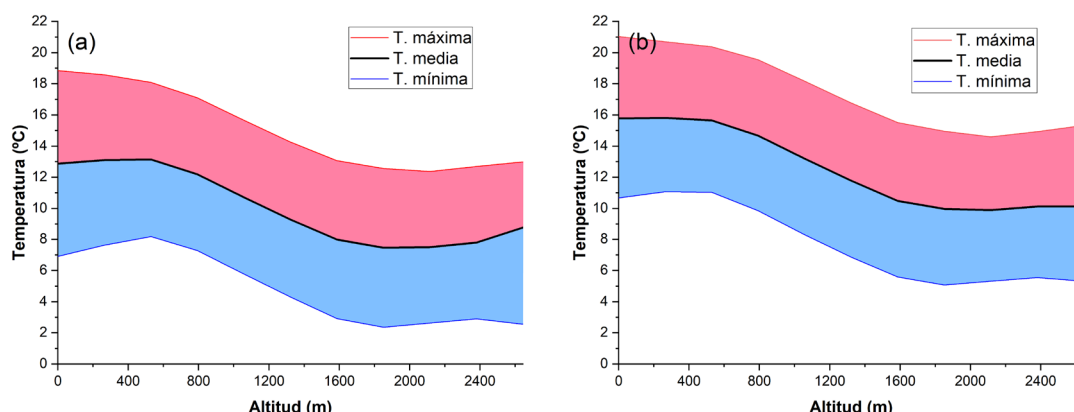 (a)
T. máxima
T. media
T. mínima
Temperatura (ºC)
22
20
18
16
14
12
10
8
6
4
2
0
0 400 800 1200 1600 2000 2400
Altitud (m)
(b)
T. máxima
T. media
T. mínima
Temperatura (ºC)
22
20
18
16
14
12
10
8
6
4
2
0
0 400 800 1200 1600 2000 2400
Altitud (m)